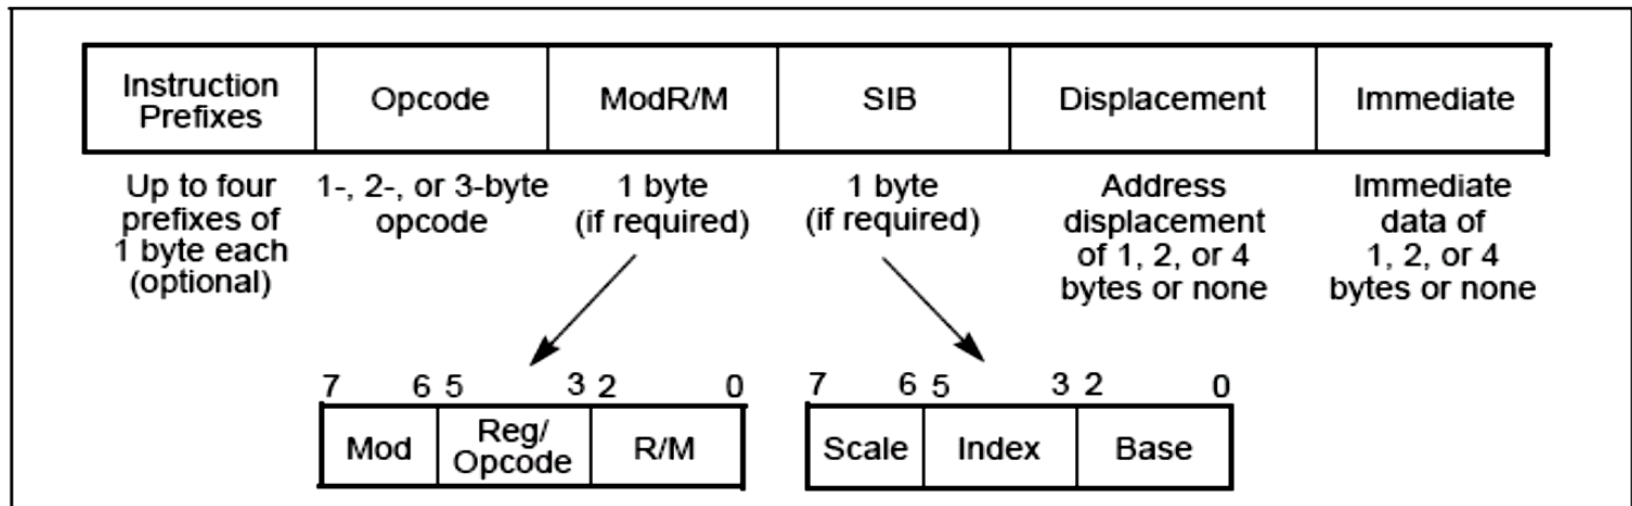 Instruction
Prefixes
Opcode
ModR/M
SIB
Displacement
Immediate
Up to four
prefixes of
1 byte each
(optional)
1-, 2-, or 3-byte
opcode
1 byte
(if required)
1 byte
(if required)
Address
displacement
of 1, 2, or 4
bytes or none
Immediate
data of
1, 2, or 4
bytes or none
7 6 5 3 2 0
Mod
Reg/
Opcode
R/M
7 6 5 3 2 0
Scale
Index
Base